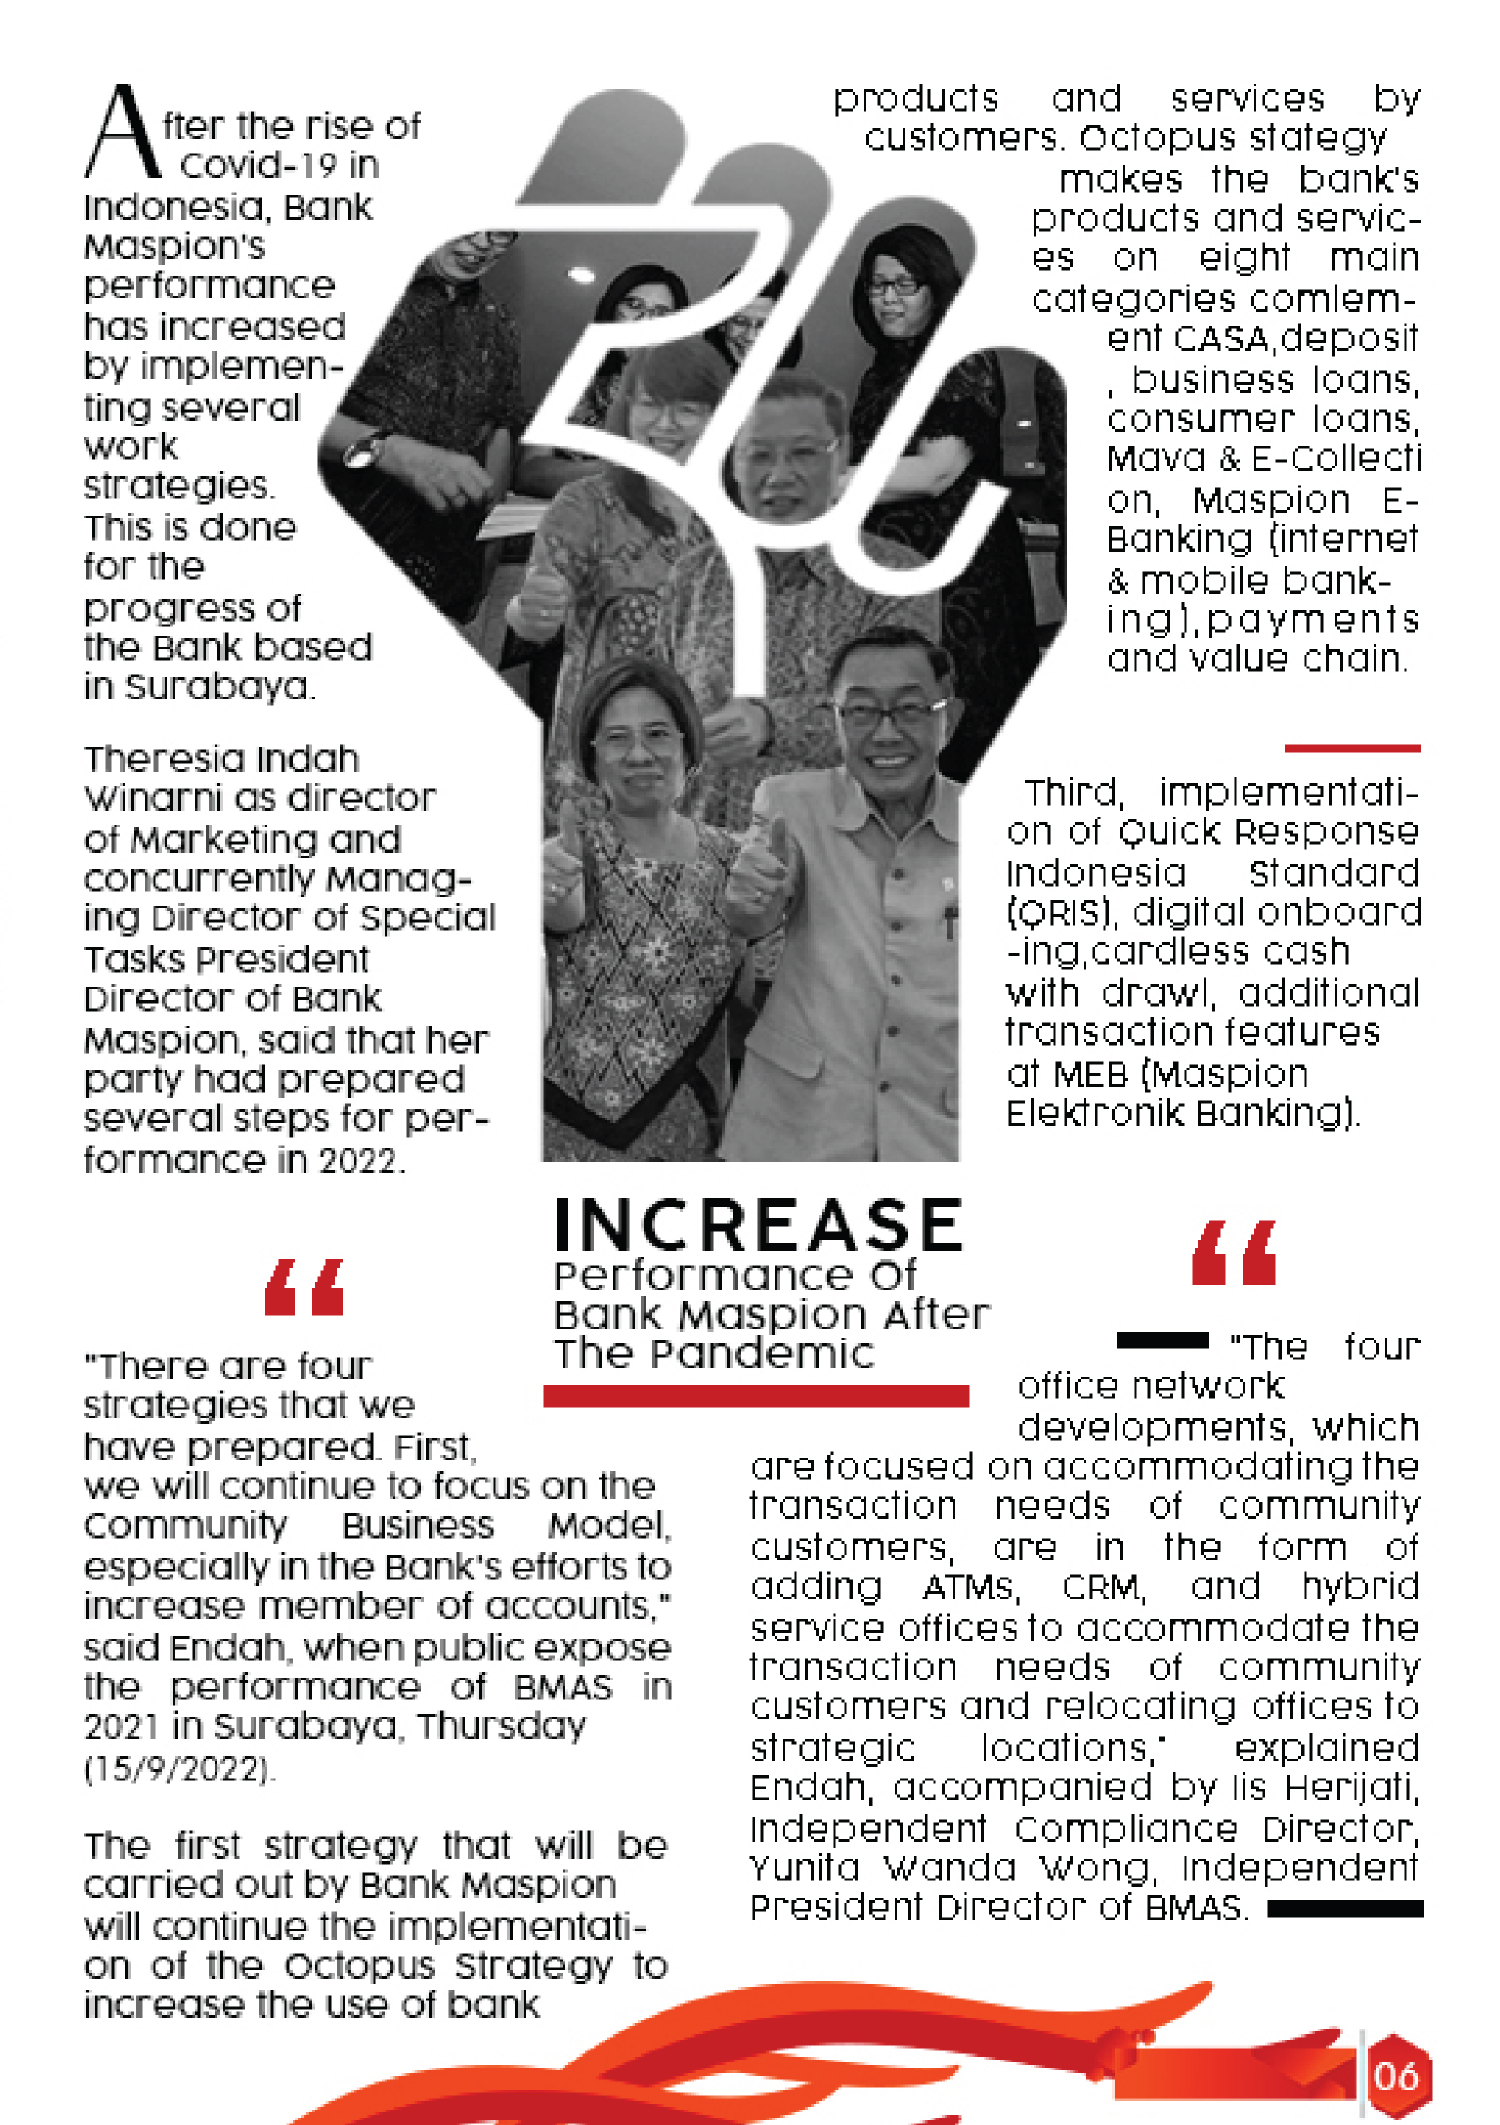 After the rise of
Covid-19 in
Indonesia, Bank
Maspion's
performance
has increased
by implemen-
ting several
work
strategies.
This is done
for the
progress of
the Bank based
in Surabaya.
Theresia Indah
Winarni as director
of Marketing and
concurrently Manag-
ing Director of Special
Tasks President
Director of Bank
Maspion, said that her
party had prepared
several steps for per-
formance in 2022.
"There are four
strategies that we
have prepared. First,
we will continue to focus on the
Community Business Model,
especially in the Bank's efforts to
increase member of accounts,"
said Endah, when public expose
the performance of BMAS in
2021 in Surabaya, Thursday
(15/9/2022).
The first strategy that will be
carried out by Bank Maspion
will continue the implementati-
on of the Octopus Strategy to
increase the use of bank
INCREASE
Performance Of
Bank Maspion After
The Pandemic
products and services by
customers. Octopus stategy
makes the bank's
products and servic-
es on eight main
categories comlem-
ent CASA,deposit
, business loans,
consumer loans,
Mava & E-Collecti
on, Maspion E-
Banking (internet
& mobile bank-
ing),payments
and value chain.
Third, implementati-
on of Quick Response
Indonesia Standard
(QRIS), digital onboard
-ing,cardless cash
with drawl, additional
transaction features
at MEB (Maspion
Elektronik Banking).
"The four
office network
developments, which
are focused on accommodating the
transaction needs of community
customers, are in the form of
adding ATMs, CRM, and hybrid
service offices to accommodate the
transaction needs of community
customers and relocating offices to
strategic locations," explained
Endah, accompanied by Iis Herijati,
Independent Compliance Director,
Yunita Wanda Wong, Independent
President Director of BMAS.
06